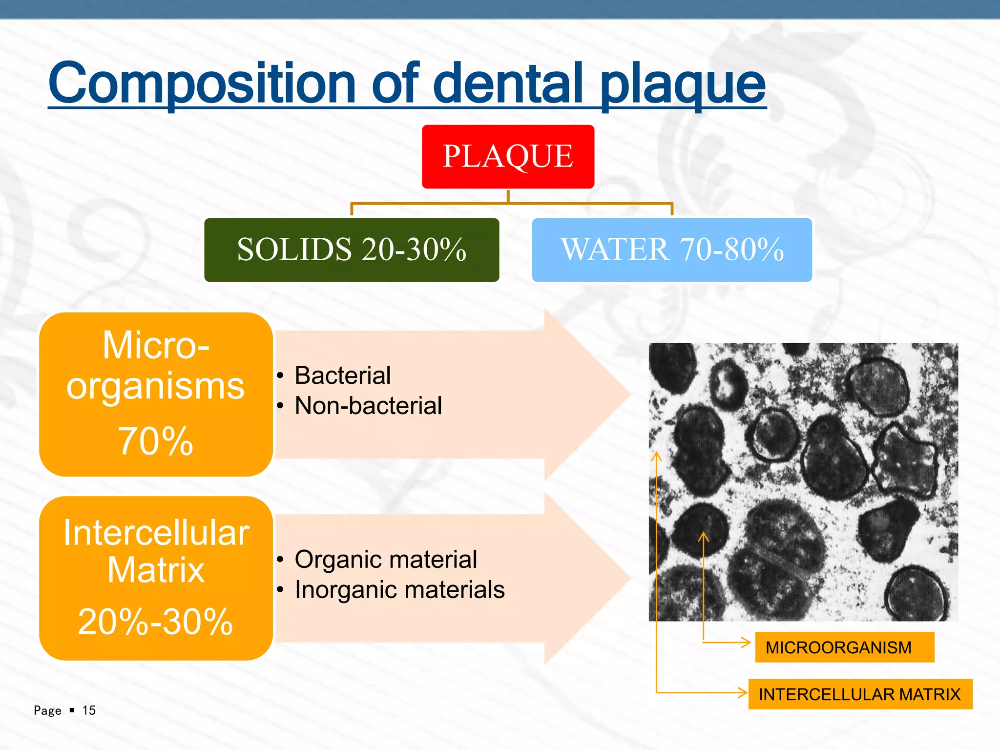 Composition of dental plaque
PLAQUE
SOLIDS 20-30%
WATER 70-80%
Micro-
organisms
70%
• Bacterial
• Non-bacterial
Intercellular
Matrix
20%-30%
• Organic material
• Inorganic materials
MICROORGANISM
INTERCELLULAR MATRIX
Page ▪ 15